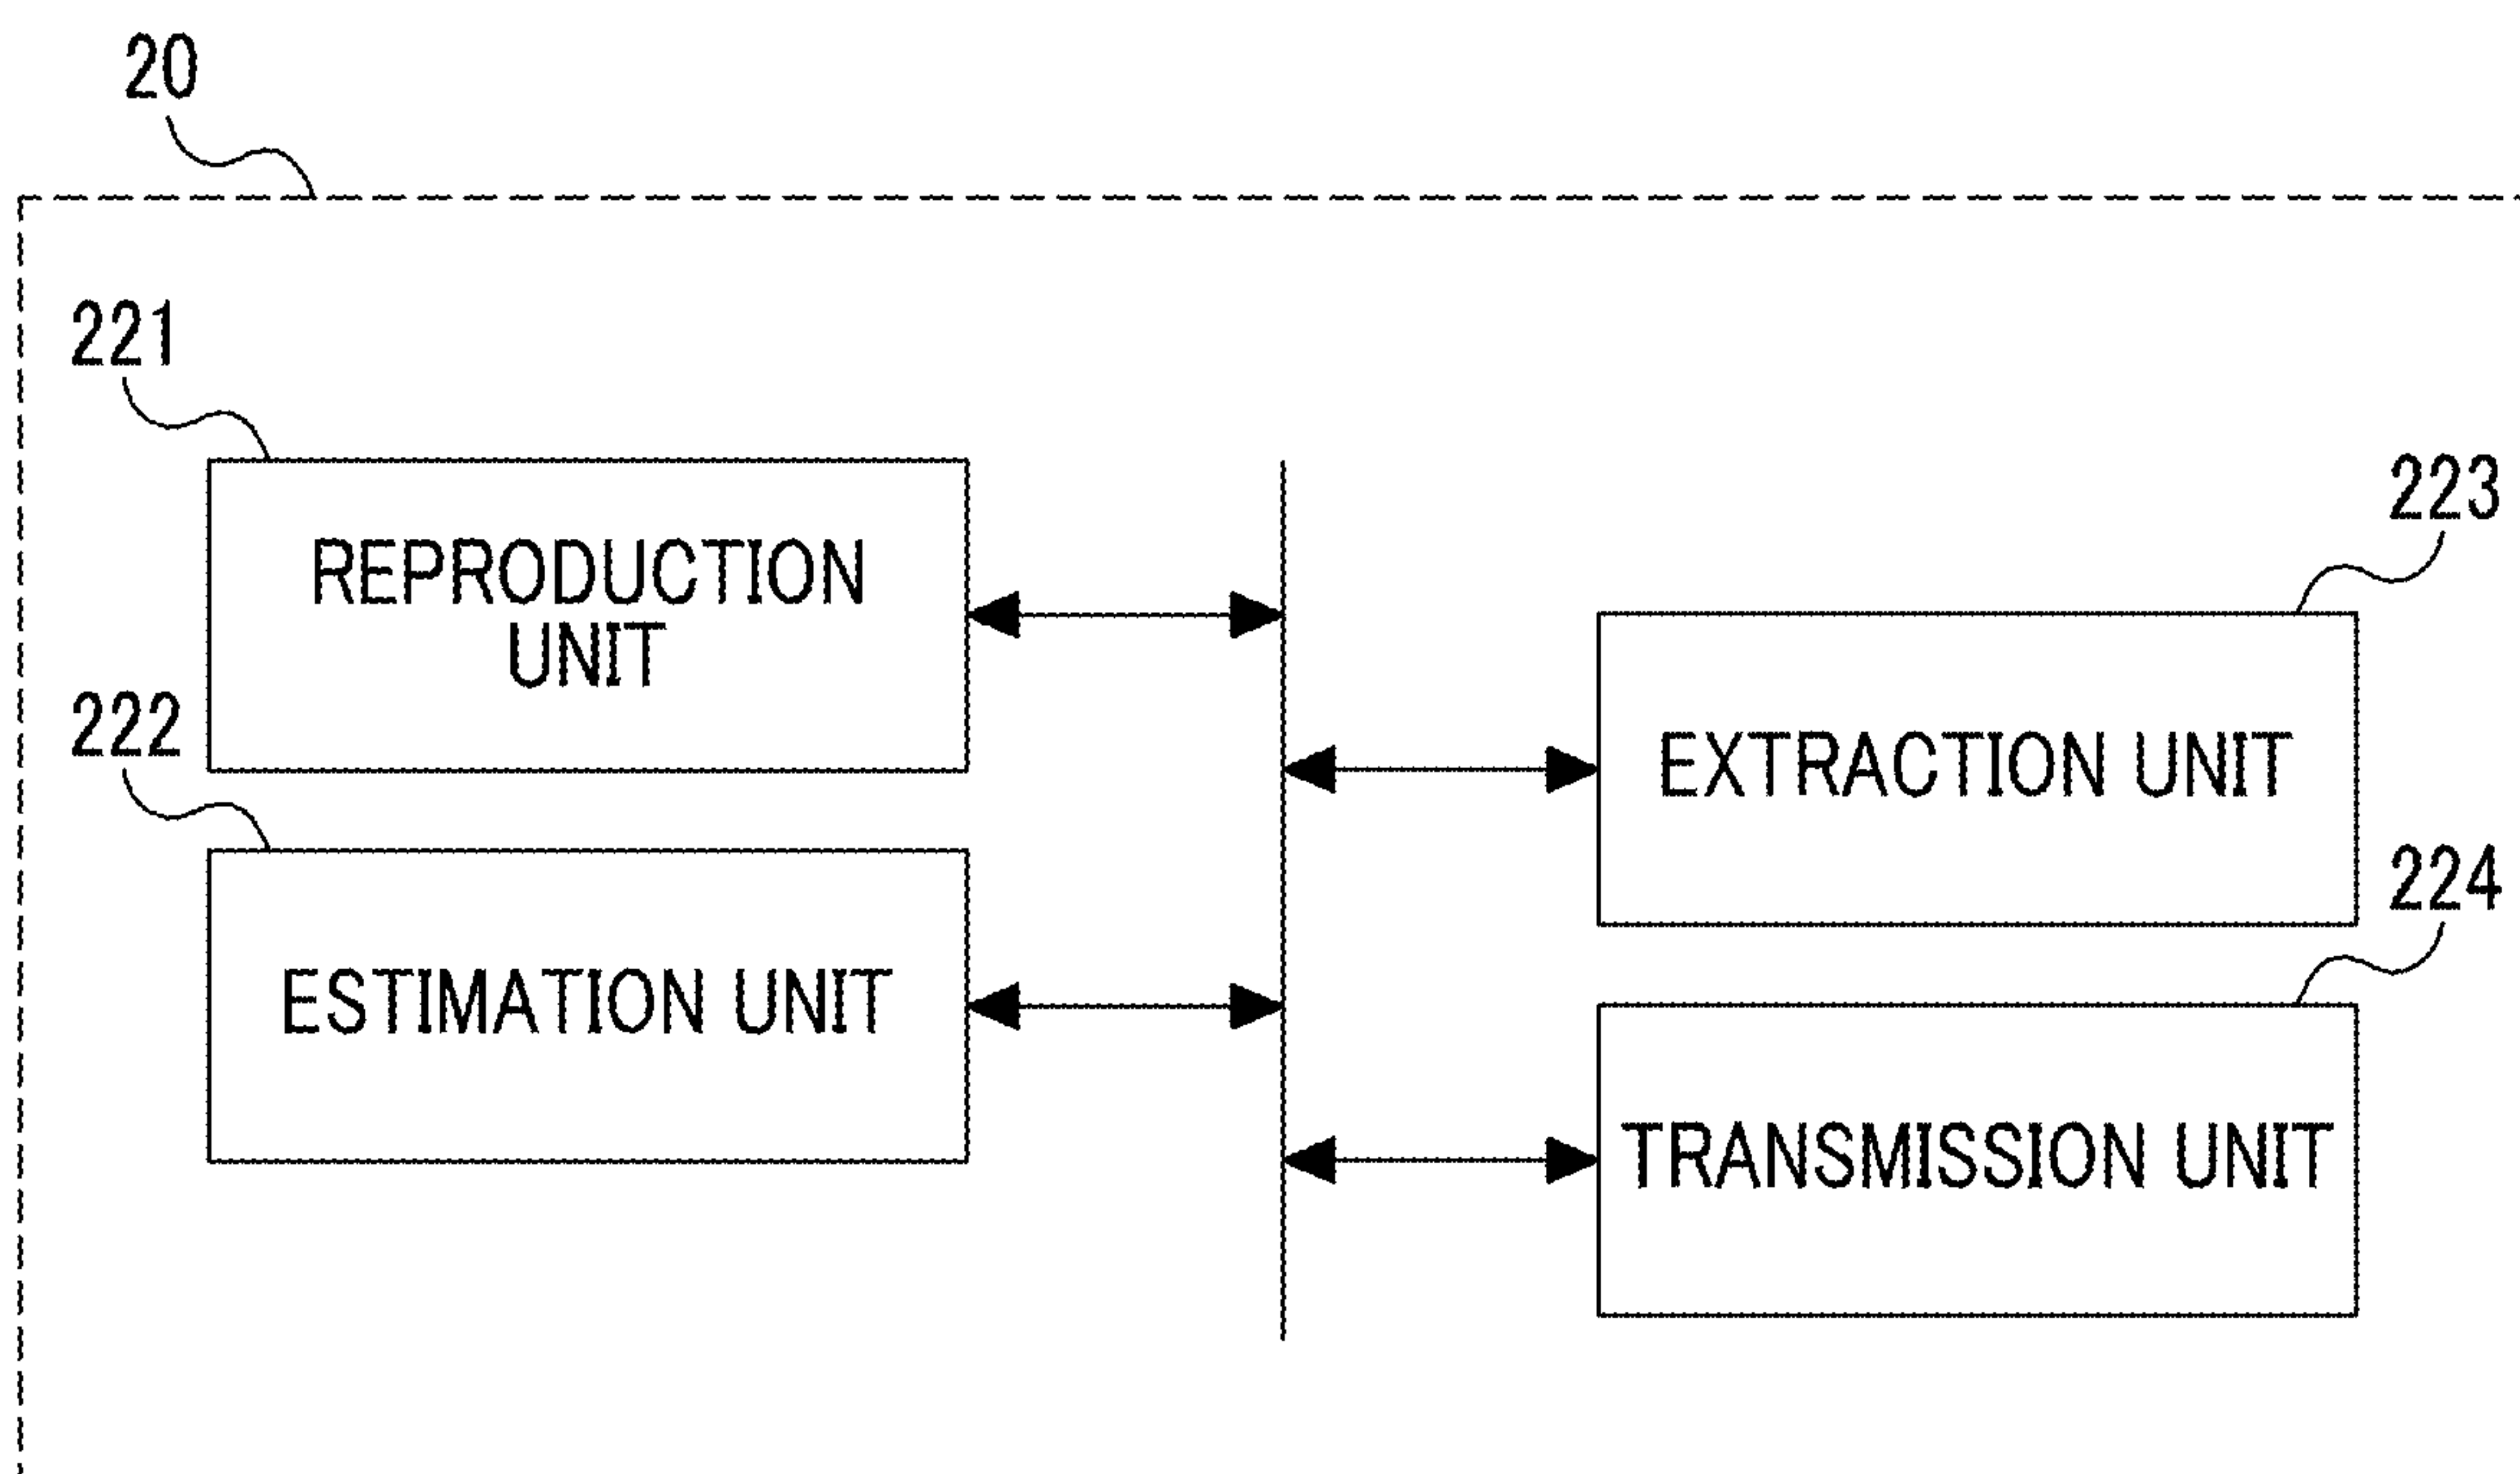 20
221
REPRODUCTION
UNIT
222
ESTIMATION UNIT
223
EXTRACTION UNIT
224
TRANSMISSION UNIT